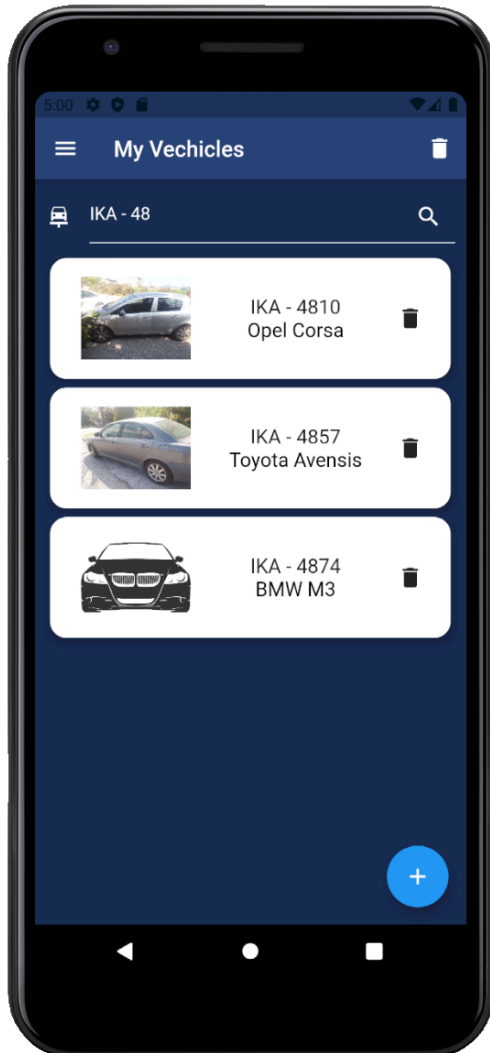 5:00
My Vechicles
IKA - 48
IKA - 4810
Opel Corsa
IKA - 4857
Toyota Avensis
IKA - 4874
BMW M3